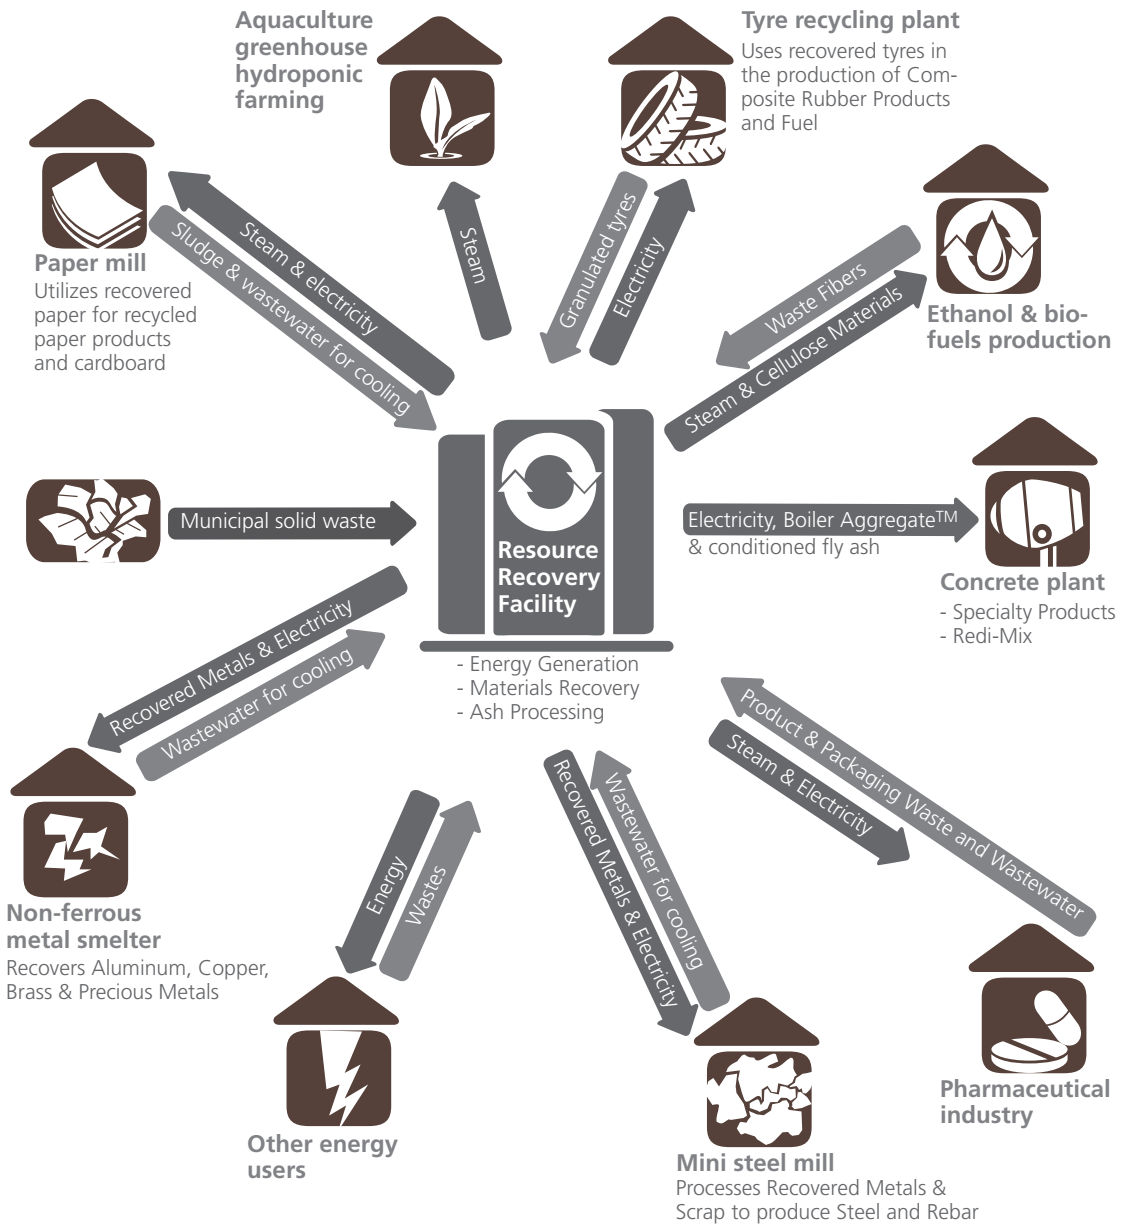 Aquaculture
greenhouse
hydroponic
farming
Tyre recycling plant
Uses recovered tyres in
the production of Com-
posite Rubber Products
and Fuel
Paper mill
Utilizes recovered
paper for recycled
paper products
and cardboard
Steam & electricity
Sludge & wastewater for cooling
Steam
Granulated tyres
Electricity
Waste Fibers
Steam & Cellulose Materials
Ethanol & bio-
fuels production
Municipal solid waste
Resource
Recovery
Facility
- Energy Generation
- Materials Recovery
- Ash Processing
Electricity, Boiler Aggregate™
& conditioned fly ash
Concrete plant
- Specialty Products
- Redi-Mix
Recovered Metals & Electricity
Wastewater for cooling
Non-ferrous
metal smelter
Recovers Aluminum, Copper,
Brass & Precious Metals
Energy
Wastes
Other energy
users
Recovered Metals & Electricity
Wastewater for cooling
Mini steel mill
Processes Recovered Metals &
Scrap to produce Steel and Rebar
Product & Packaging Waste and Wastewater
Steam & Electricity
Pharmaceutical
industry